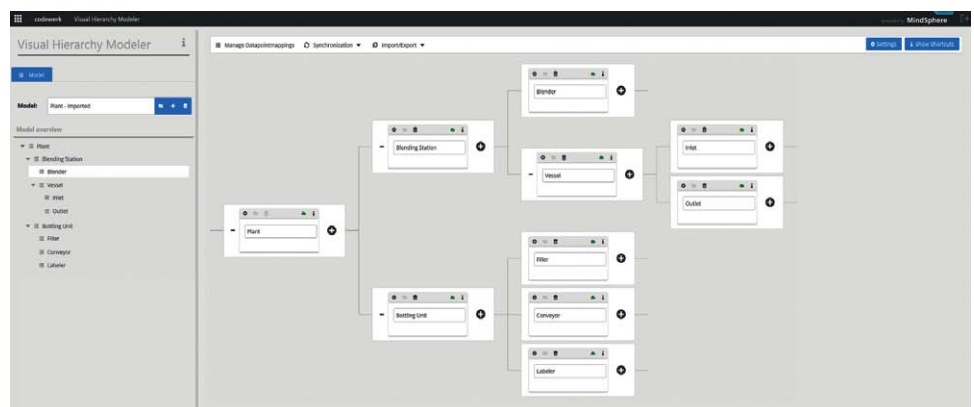 codewerk Visual Hierarchy Modeler
MindSphere
Visual Hierarchy Modeler i
Manage Datapointmappings Synchronisation Import/Export Settings Show Shortcuts
Model
Model: Plant - Imported
Model overview
Plant
Blending Station
Blender
Vessel
Inlet
Outlet
Bottling Unit
Filler
Conveyor
Labeler
Plant
Blending Station
Bottling Unit
Blender
Vessel
Filler
Conveyor
Labeler
Inlet
Outlet